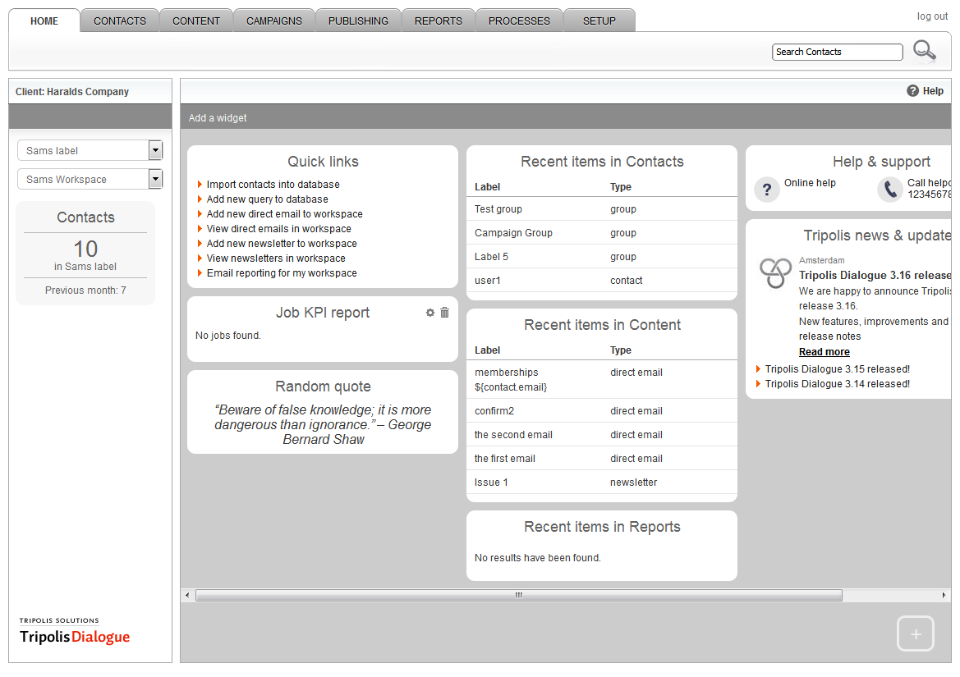 HOME CONTACTS CONTENT CAMPAIGNS PUBLISHING REPORTS PROCESSES SETUP
log out
Search Contacts
Client: Haralds Company
Help
Add a widget
Sams label
Sams Workspace
Contacts
10
in Sams label
Previous month: 7
TRIPOLIS SOLUTIONS
TripolisDialogue
Quick links
Import contacts into database
Add new query to database
Add new direct email to workspace
View direct emails in workspace
Add new newsletter to workspace
View newsletters in workspace
Email reporting for my workspace
Job KPI report
No jobs found.
Random quote
“Beware of false knowledge; it is more
dangerous than ignorance.” – George
Bernard Shaw
Recent items in Contacts
Label Type
Test group group
Campaign Group group
Label 5 group
user1 contact
Recent items in Content
Label Type
memberships direct email
${contact.email}
confirm2 direct email
the second email direct email
the first email direct email
Issue 1 newsletter
Recent items in Reports
No results have been found.
Help & support
? Online help
Call helpd
12345678
Tripolis news & update
Amsterdam
Tripolis Dialogue 3.16 release
We are happy to announce Tripolis
release 3.16.
New features, improvements and
release notes
Read more
Tripolis Dialogue 3.15 released!
Tripolis Dialogue 3.14 released!